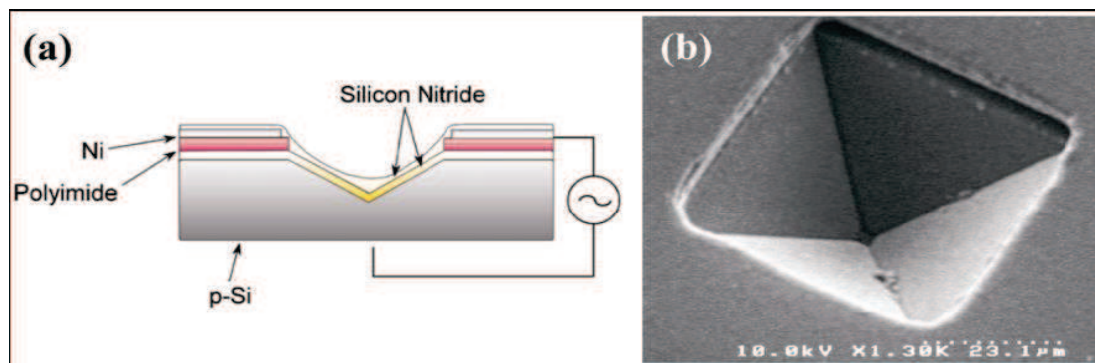 (a)
Silicon Nitride
Ni
Polyimide
p-Si
(b)
10.0kV X1.30K 23.1μm